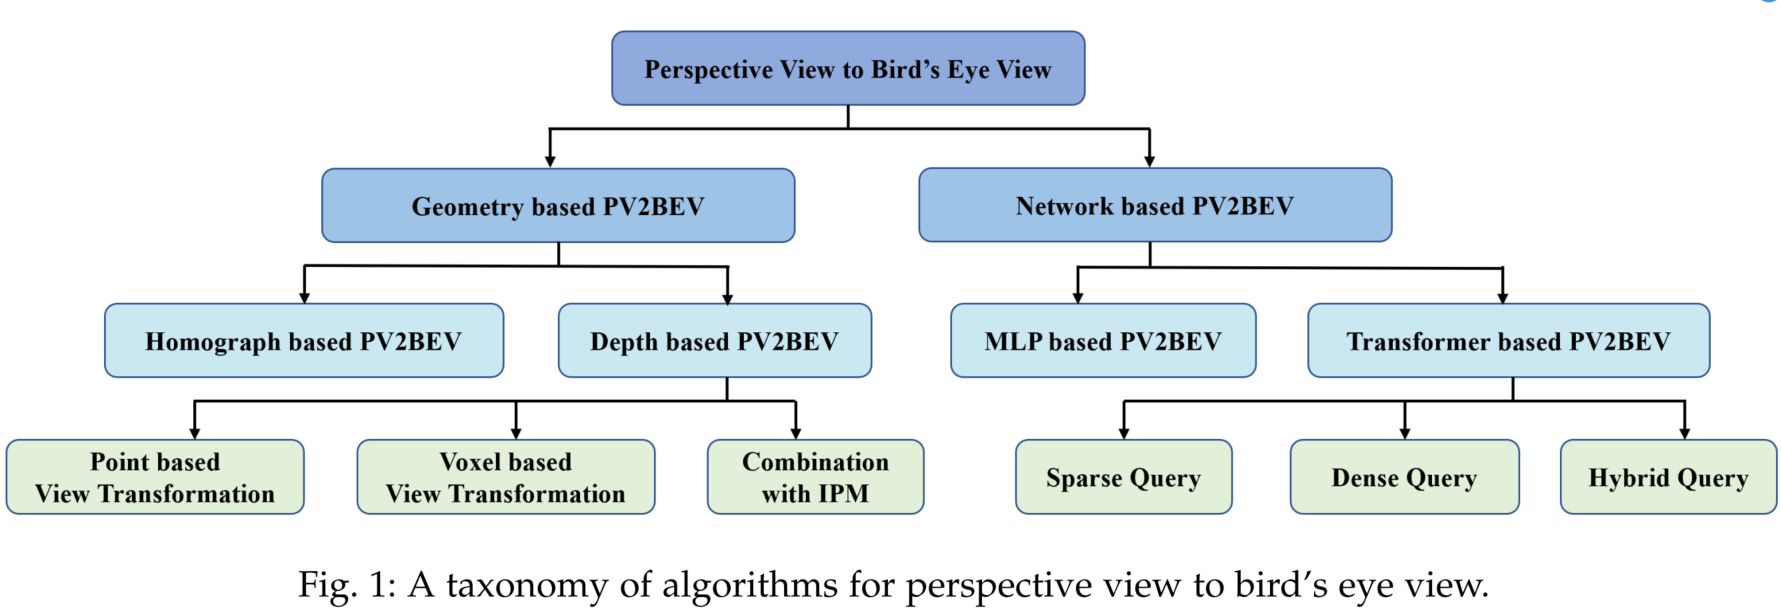 Perspective View to Bird’s Eye View
Geometry based PV2BEV
Network based PV2BEV
Homograph based PV2BEV
Depth based PV2BEV
MLP based PV2BEV
Transformer based PV2BEV
Point based
View Transformation
Voxel based
View Transformation
Combination
with IPM
Sparse Query
Dense Query
Hybrid Query
Fig. 1: A taxonomy of algorithms for perspective view to bird’s eye view.